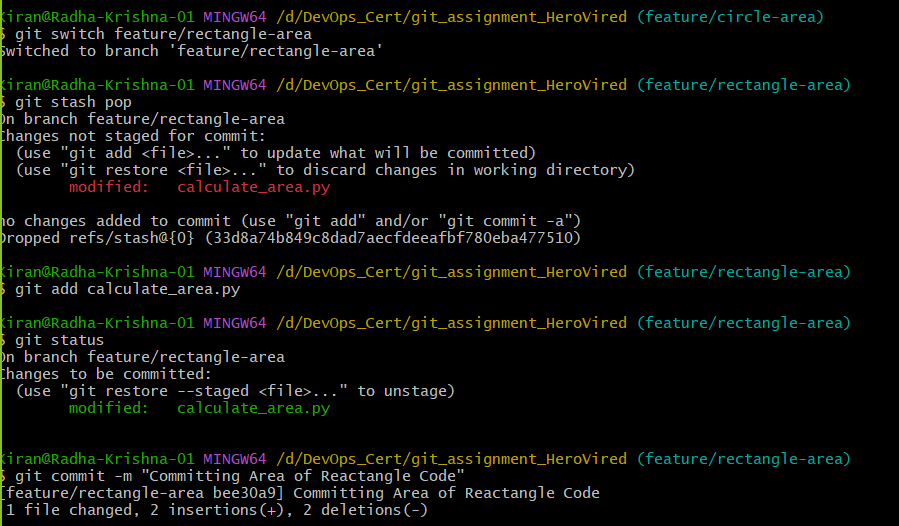 Kiran@Radha-Krishna-01 MINGW64 /d/DevOps_Cert/git_assignment_HeroVired (feature/circle-area)
$ git switch feature/rectangle-area
Switched to branch 'feature/rectangle-area'
Kiran@Radha-Krishna-01 MINGW64 /d/DevOps_Cert/git_assignment_HeroVired (feature/rectangle-area)
$ git stash pop
On branch feature/rectangle-area
Changes not staged for commit:
  (use "git add <file>..." to update what will be committed)
  (use "git restore <file>..." to discard changes in working directory)
        modified:   calculate_area.py
no changes added to commit (use "git add" and/or "git commit -a")
Dropped refs/stash@{0} (33d8a74b849c8dad7aecfdeeafbf780eba477510)
Kiran@Radha-Krishna-01 MINGW64 /d/DevOps_Cert/git_assignment_HeroVired (feature/rectangle-area)
$ git add calculate_area.py
Kiran@Radha-Krishna-01 MINGW64 /d/DevOps_Cert/git_assignment_HeroVired (feature/rectangle-area)
$ git status
On branch feature/rectangle-area
Changes to be committed:
  (use "git restore --staged <file>..." to unstage)
        modified:   calculate_area.py
Kiran@Radha-Krishna-01 MINGW64 /d/DevOps_Cert/git_assignment_HeroVired (feature/rectangle-area)
$ git commit -m "Committing Area of Reactangle Code"
[feature/rectangle-area bee30a9] Committing Area of Reactangle Code
 1 file changed, 2 insertions(+), 2 deletions(-)